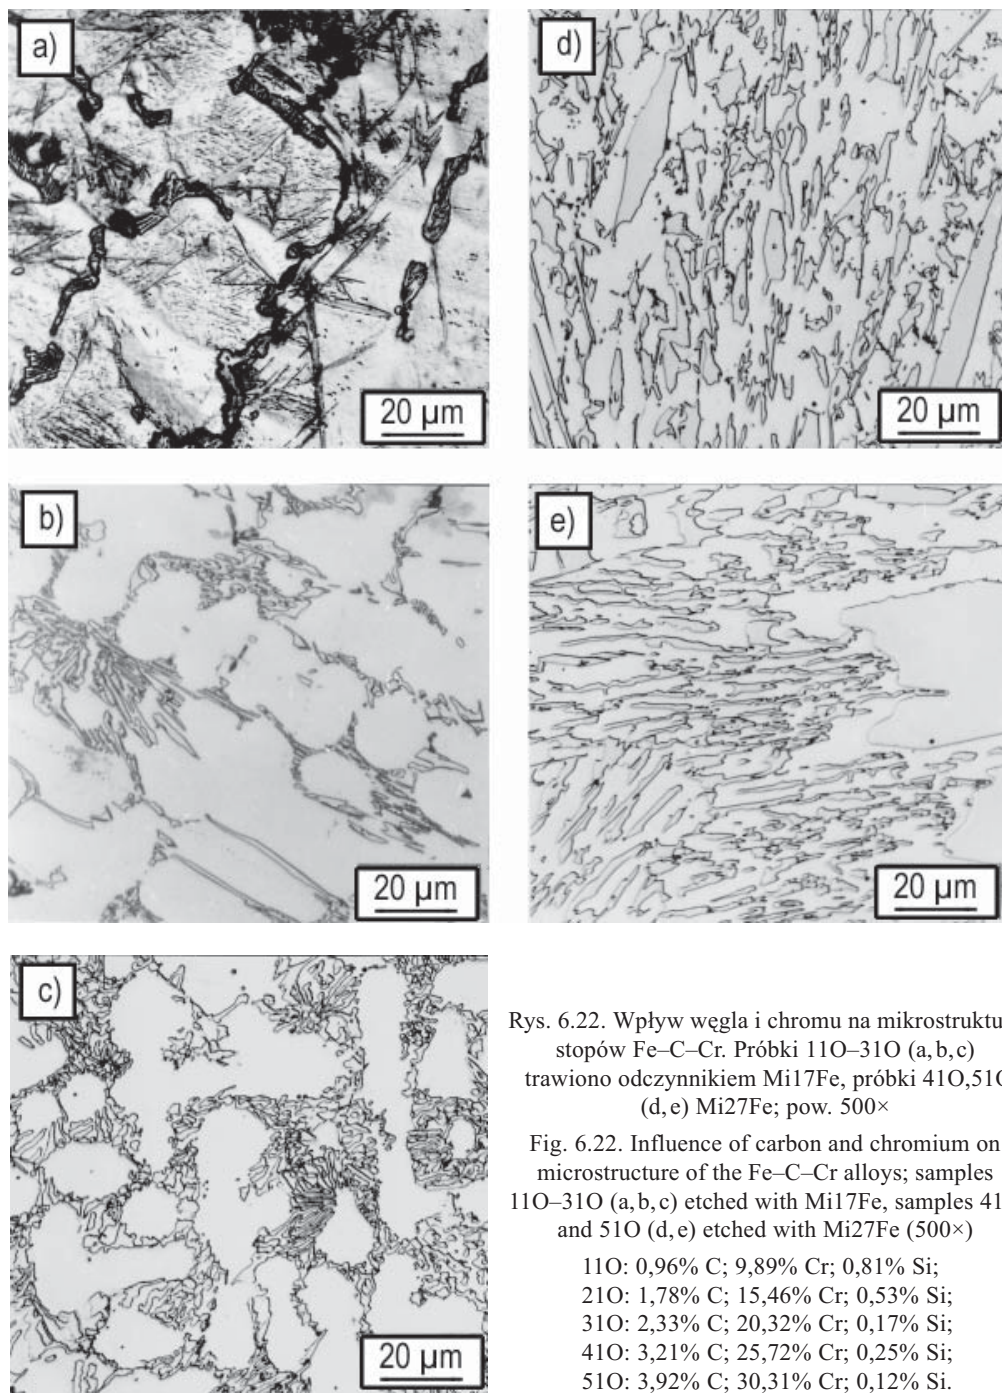 a)
20 µm
d)
20 µm
b)
20 µm
e)
20 µm
c)
20 µm
Rys. 6.22. Wpływ węgla i chromu na mikrostruktu
stopów Fe–C–Cr. Próbki 11O–31O (a, b, c)
trawiono odczynnikiem Mi17Fe, próbki 41O,51O
(d, e) Mi27Fe; pow. 500×
Fig. 6.22. Influence of carbon and chromium on
microstructure of the Fe–C–Cr alloys; samples
11O–31O (a, b, c) etched with Mi17Fe, samples 41
and 51O (d, e) etched with Mi27Fe (500×)
11O: 0,96% C; 9,89% Cr; 0,81% Si;
21O: 1,78% C; 15,46% Cr; 0,53% Si;
31O: 2,33% C; 20,32% Cr; 0,17% Si;
41O: 3,21% C; 25,72% Cr; 0,25% Si;
51O: 3,92% C; 30,31% Cr; 0,12% Si.